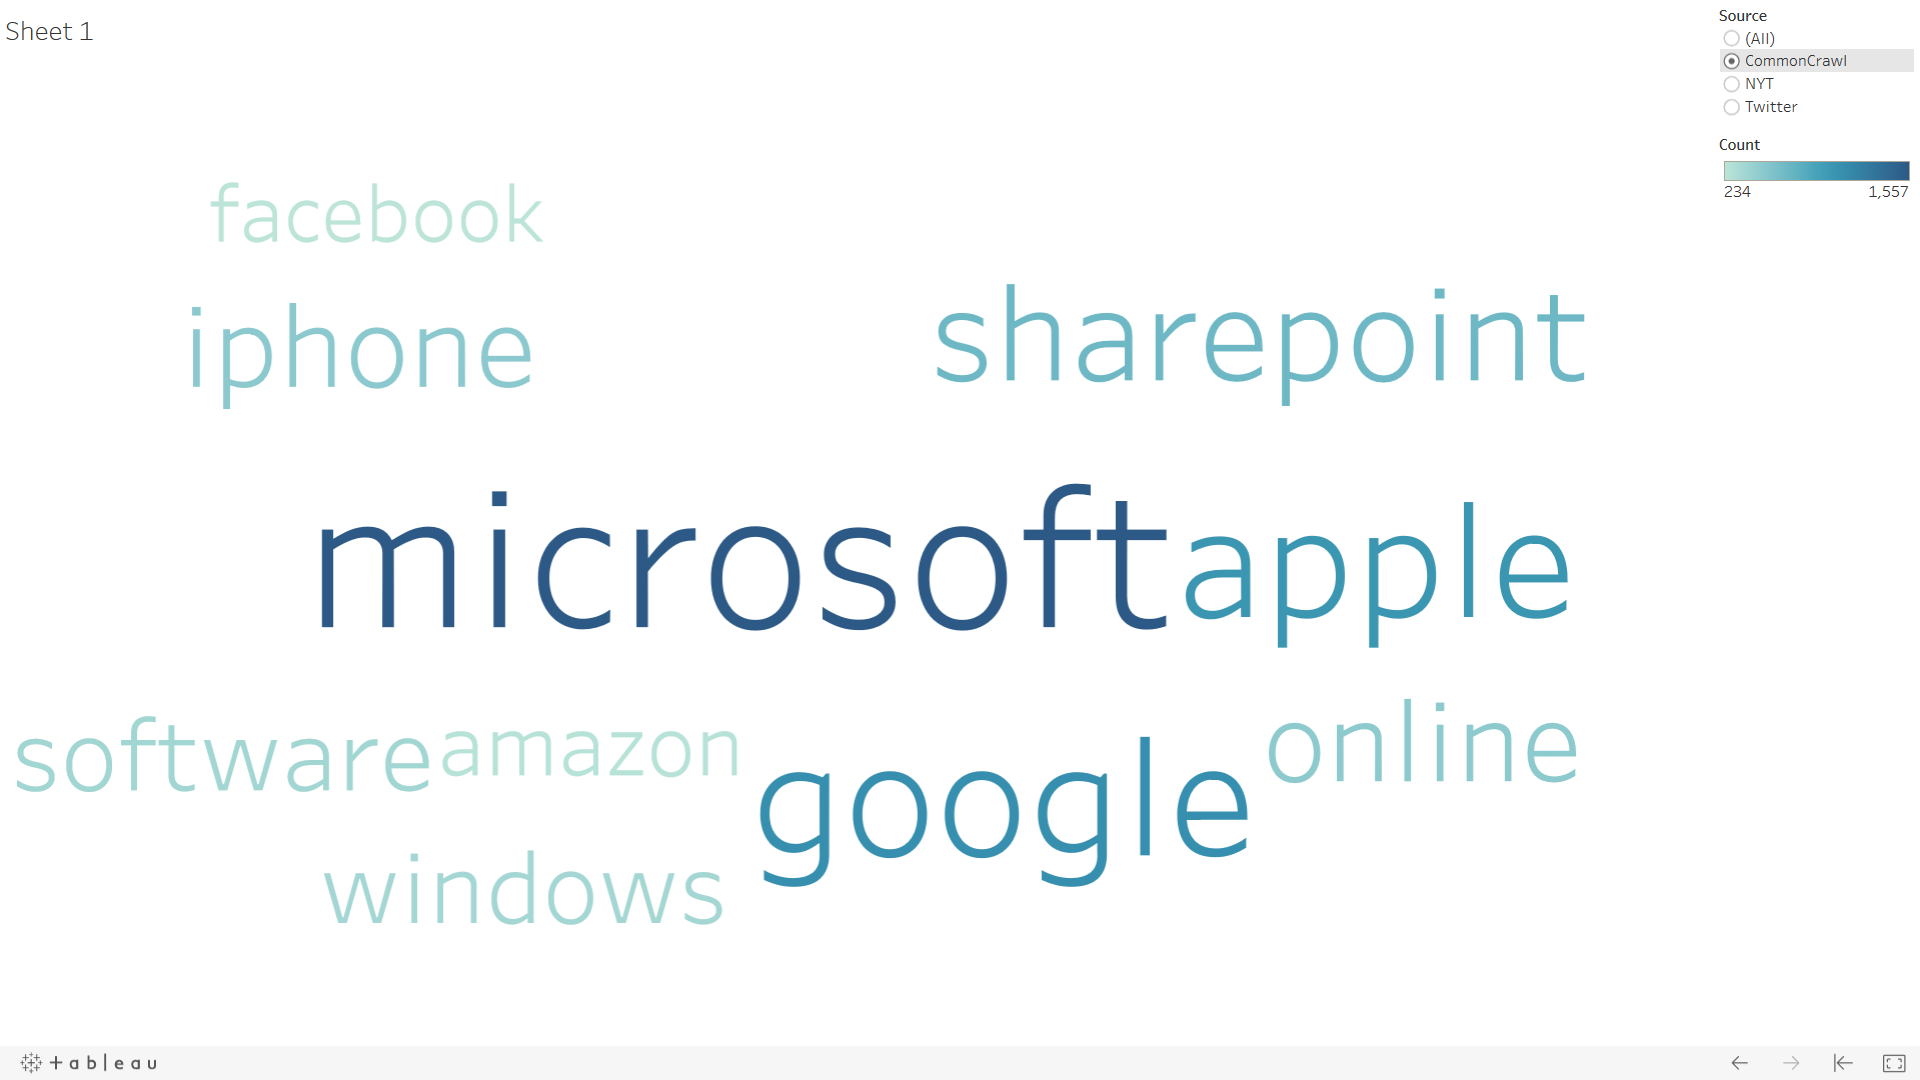 Sheet 1
Source
(All)
CommonCrawl
NYT
Twitter
Count
234 1,557
facebook
iphone
sharepoint
microsoft
apple
software
amazon
google
online
windows
+ableau